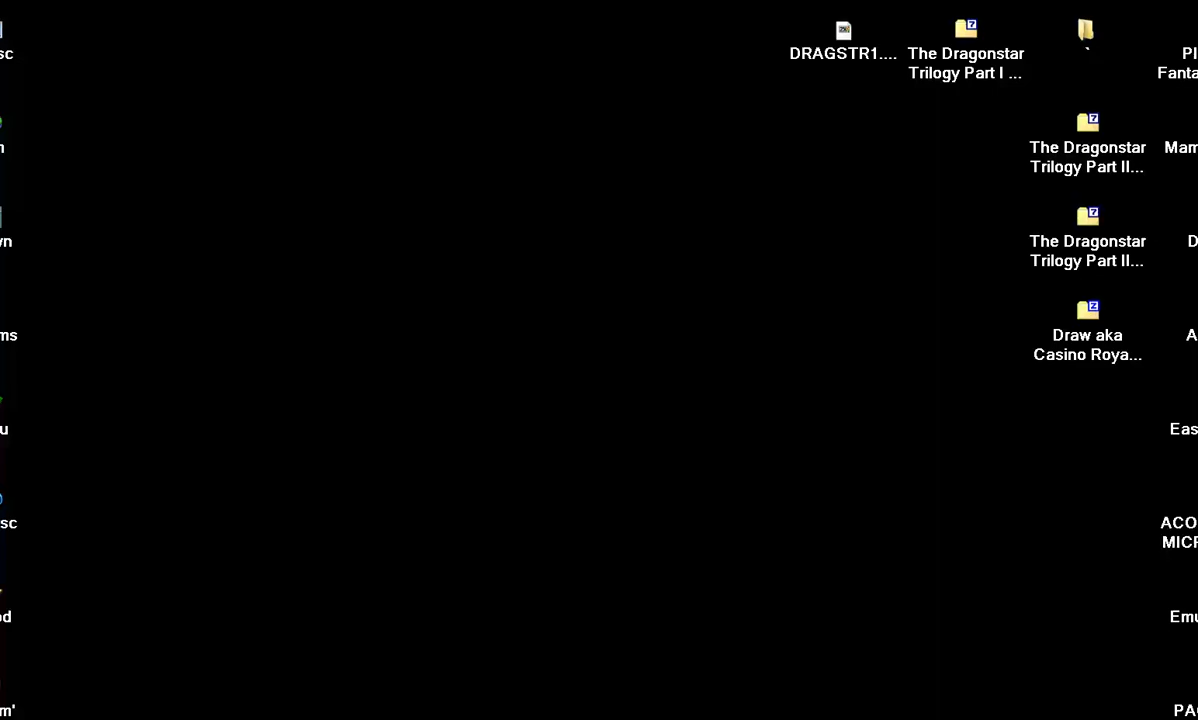 sc
DRAGSTR1....
The Dragonstar
Trilogy Part I ...
`
Pl
Fanta
The Dragonstar
Trilogy Part II...
Mam
The Dragonstar
Trilogy Part II...
D
wn
ms
Draw aka
Casino Roya...
A
u
Eas
sc
ACO
MICR
od
Emu
m'
PAC